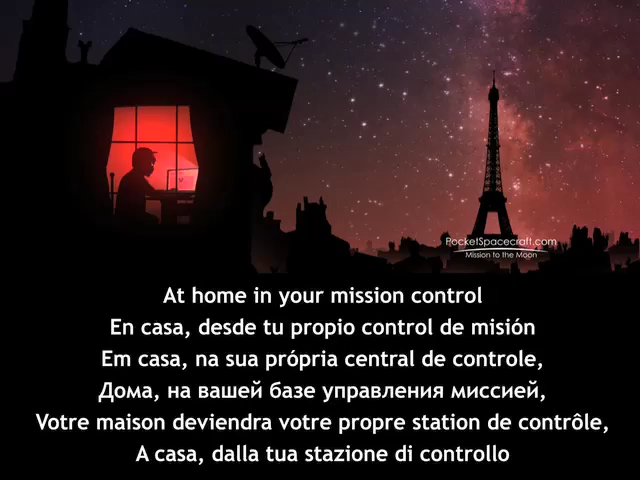 PocketSpacecraft.com
Mission to the Moon
At home in your mission control
En casa, desde tu propio control de misión
Em casa, na sua própria central de controle,
Дома, на вашей базе управления миссией,
Votre maison deviendra votre propre station de contrôle,
A casa, dalla tua stazione di controllo